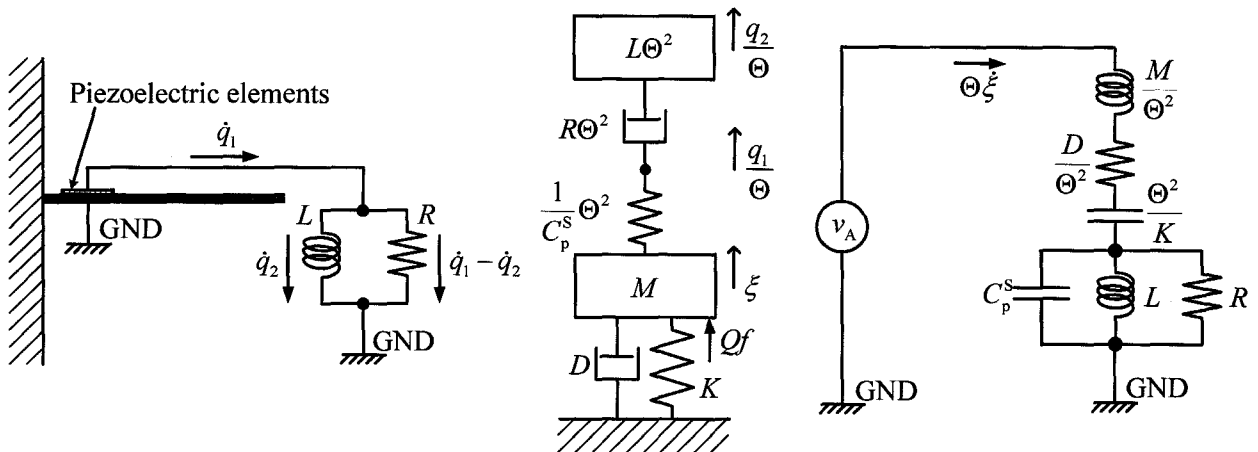 Piezoelectric elements
q̇₁
GND
L
R
q̇₂
q̇₁ − q̇₂
GND
LΘ²
q₂/Θ
RΘ²
q₁/Θ
1/Cₚˢ Θ²
M
ξ
Qf
D
K
Θξ̇
M/Θ²
D/Θ²
Θ²/K
v_A
Cₚˢ
L
R
GND
GND